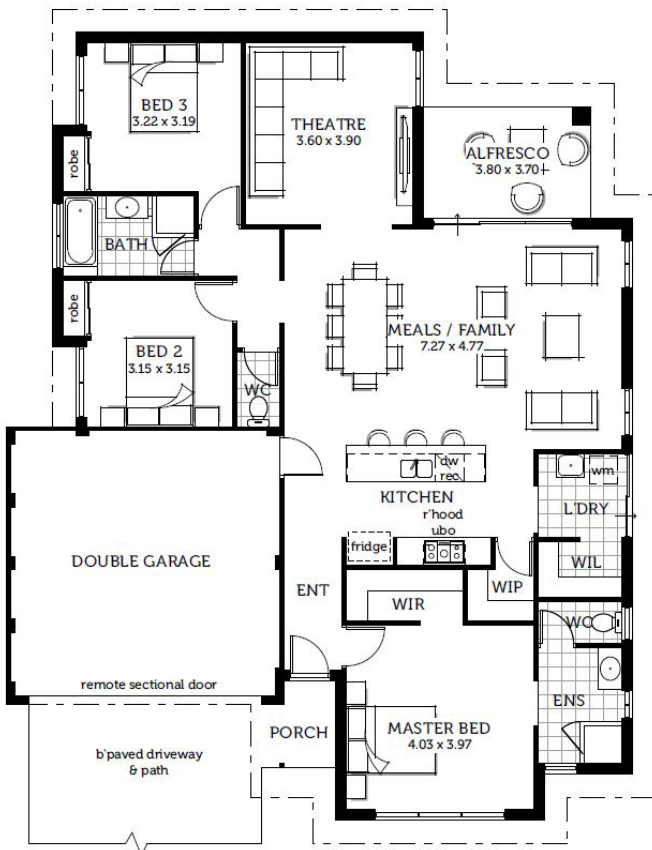 BED 3
3.22 x 3.19
THEATRE
3.60 x 3.90
ALFRESCO
3.80 x 3.70
robe
BATH
robe
BED 2
3.15 x 3.15
WC
MEALS / FAMILY
7.27 x 4.77
dw
rec
KITCHEN
r'hood
ubo
fridge
wm
L'DRY
WIL
DOUBLE GARAGE
ENT
WIR
WIP
WC
ENS
remote sectional door
PORCH
MASTER BED
4.03 x 3.97
b'paved driveway
& path